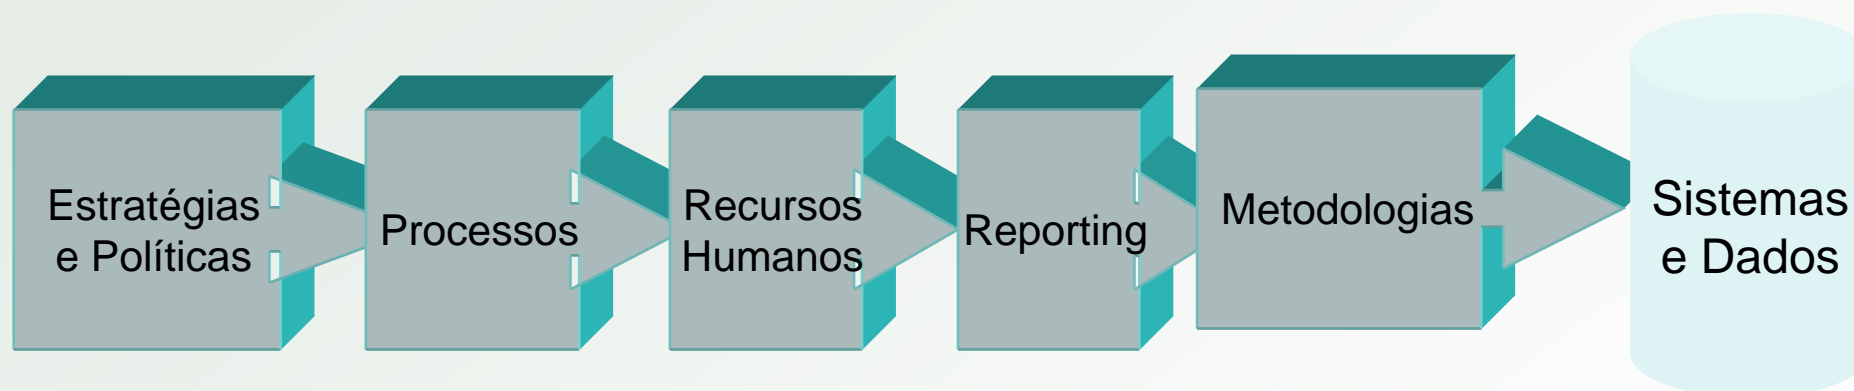 Estratégias
e Políticas
Processos
Recursos
Humanos
Reporting
Metodologias
Sistemas
e Dados